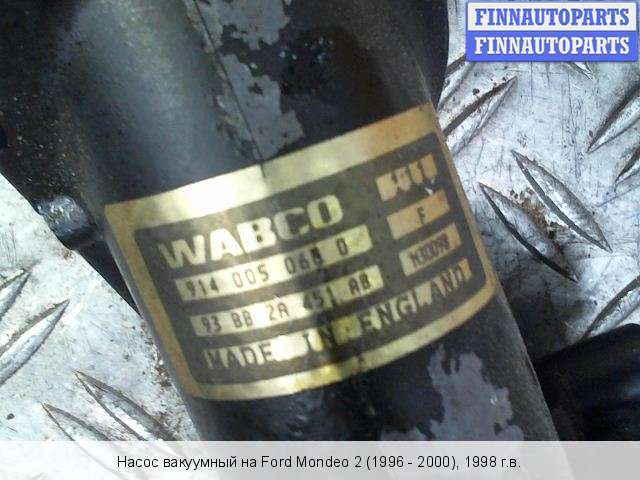 FINNAUTOPARTS
FINNAUTOPARTS
WABCO
914 005 068 0
F
93 BB 2A 451 AB
MADE IN ENGLAND
Насос вакуумный на Ford Mondeo 2 (1996 - 2000), 1998 г.в.